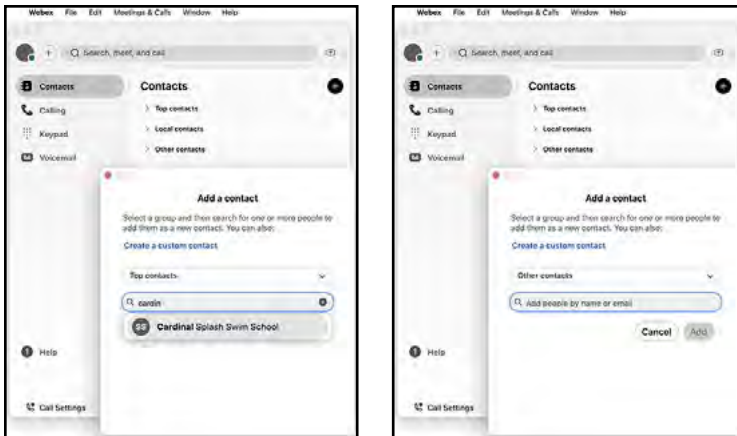 Webex File Edit Meetings & Calls Window Help
Search, meet, and call
Contacts
Calling
Keypad
Voicemail
Contacts
Top contacts
Local contacts
Other contacts
Add a contact
Select a group and then search for one or more people to
add them as a new contact. You can also:
Create a custom contact
Top contacts
cardin
SS Cardinal Splash Swim School
Help
Call Settings
Webex File Edit Meetings & Calls Window Help
Search, meet, and call
Contacts
Calling
Keypad
Voicemail
Contacts
Top contacts
Local contacts
Other contacts
Add a contact
Select a group and then search for one or more people to
add them as a new contact. You can also:
Create a custom contact
Other contacts
Add people by name or email
Cancel Add
Help
Call Settings